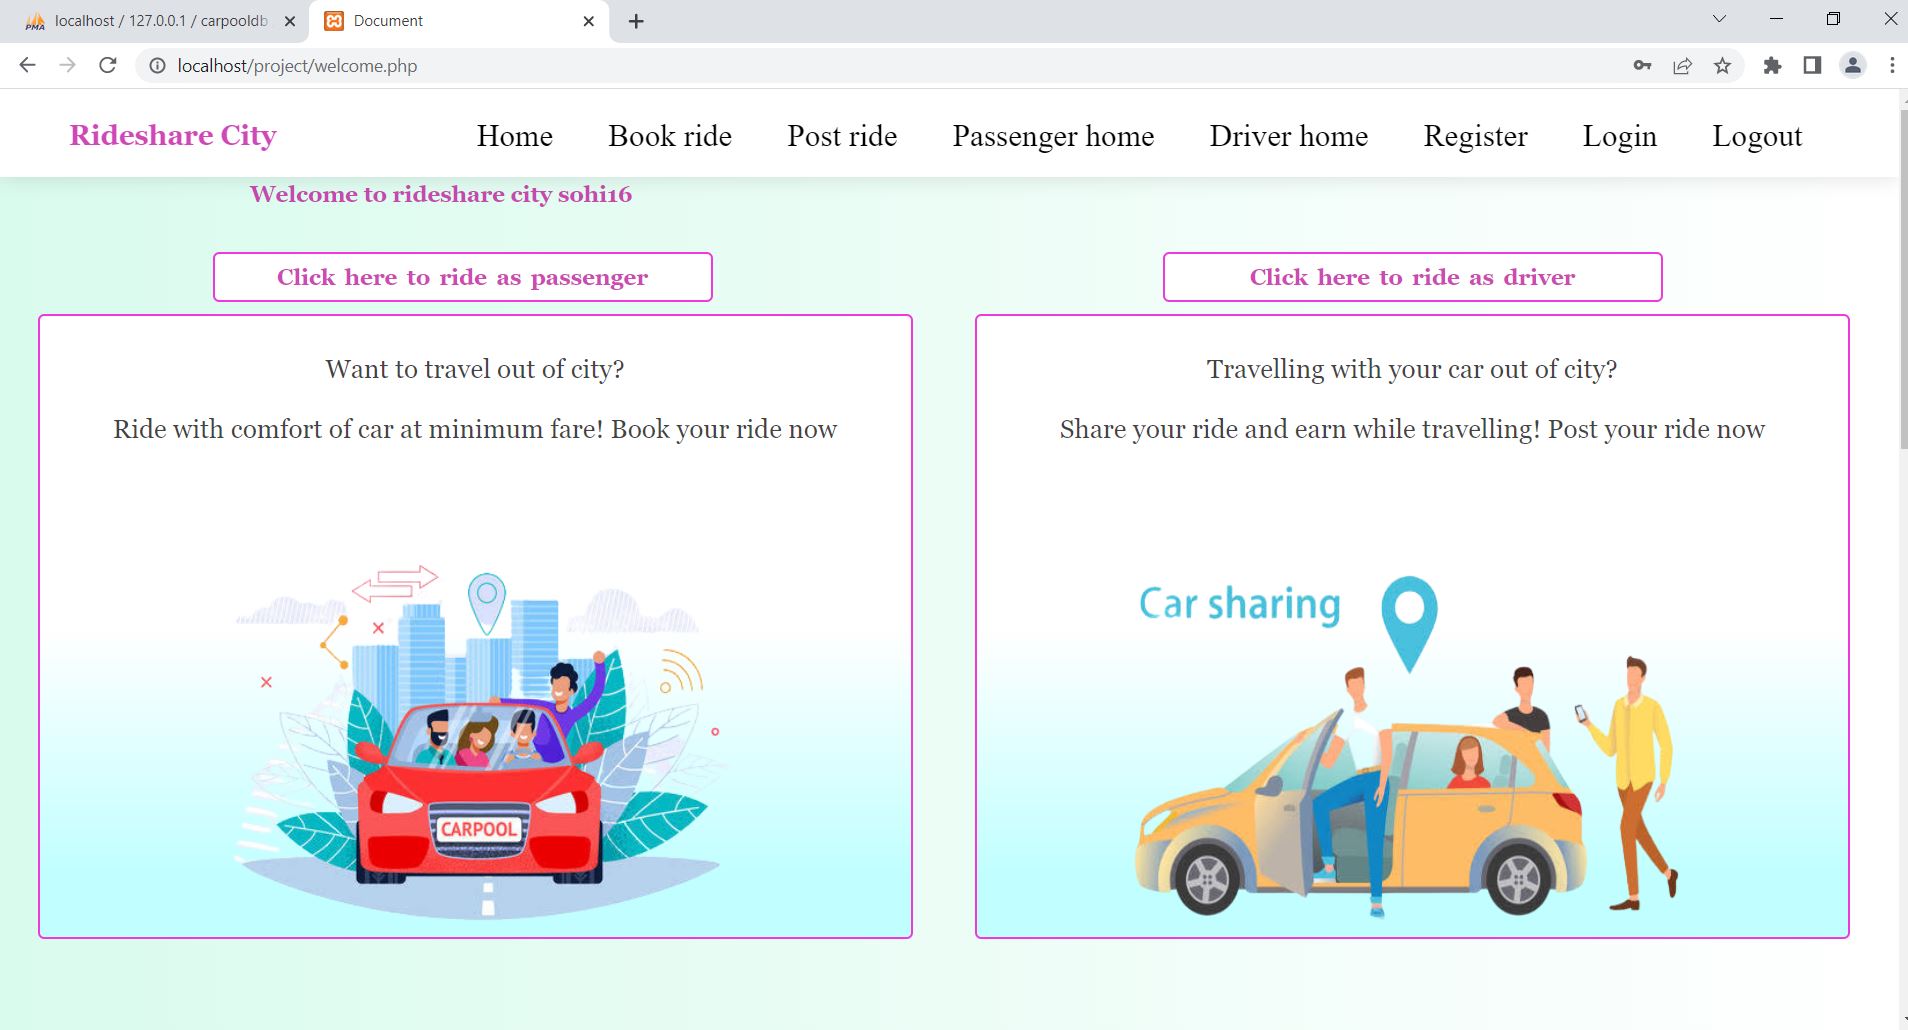 localhost / 127.0.0.1 / carpooldb
Document
localhost/project/welcome.php
Rideshare City
Home Book ride Post ride Passenger home Driver home Register Login Logout
Welcome to rideshare city sohi16
Click here to ride as passenger
Want to travel out of city?
Ride with comfort of car at minimum fare! Book your ride now
CARPOOL
Click here to ride as driver
Travelling with your car out of city?
Share your ride and earn while travelling! Post your ride now
Car sharing